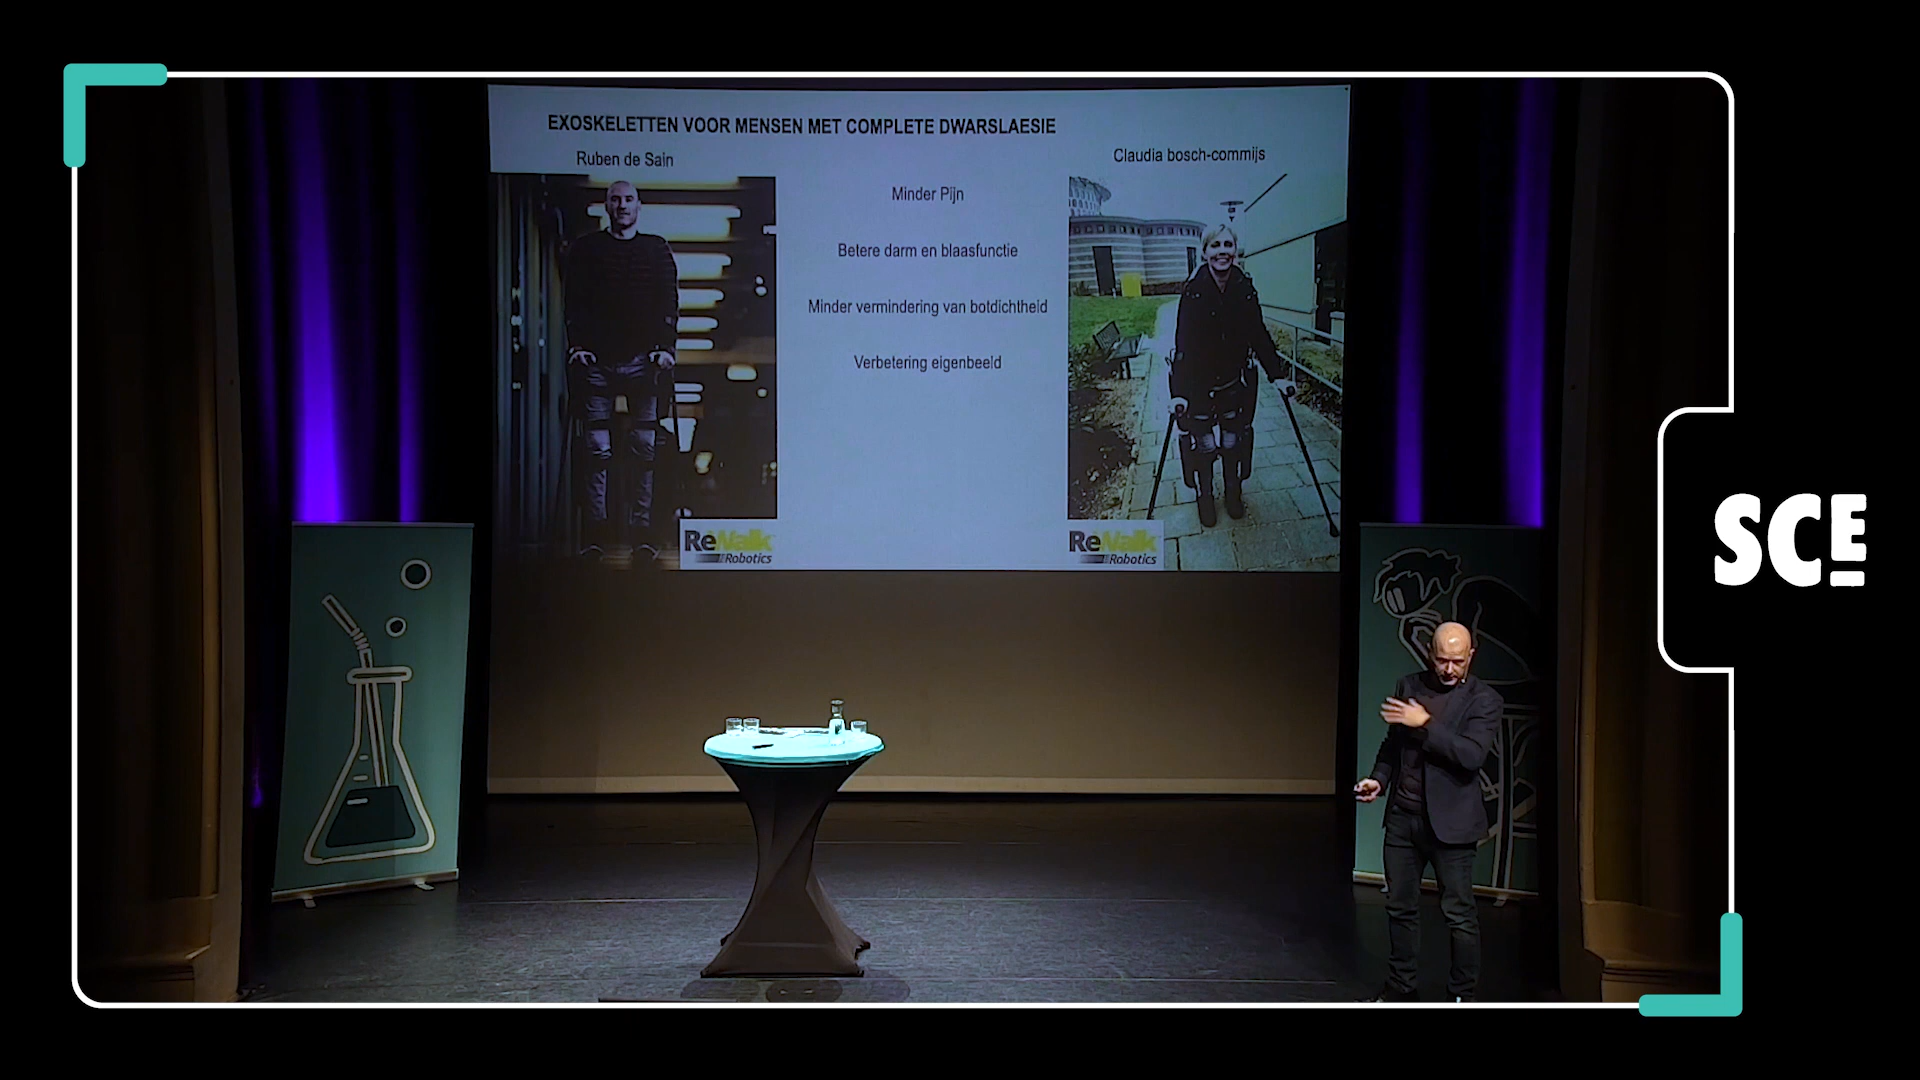 EXOSKELETTEN VOOR MENSEN MET COMPLETE DWARSLAESIE
Ruben de Sain
Claudia bosch-commijs
Minder Pijn
Betere darm en blaasfunctie
Minder vermindering van botdichtheid
Verbetering eigenbeeld
ReWalk
Robotics
ReWalk
Robotics
SCE